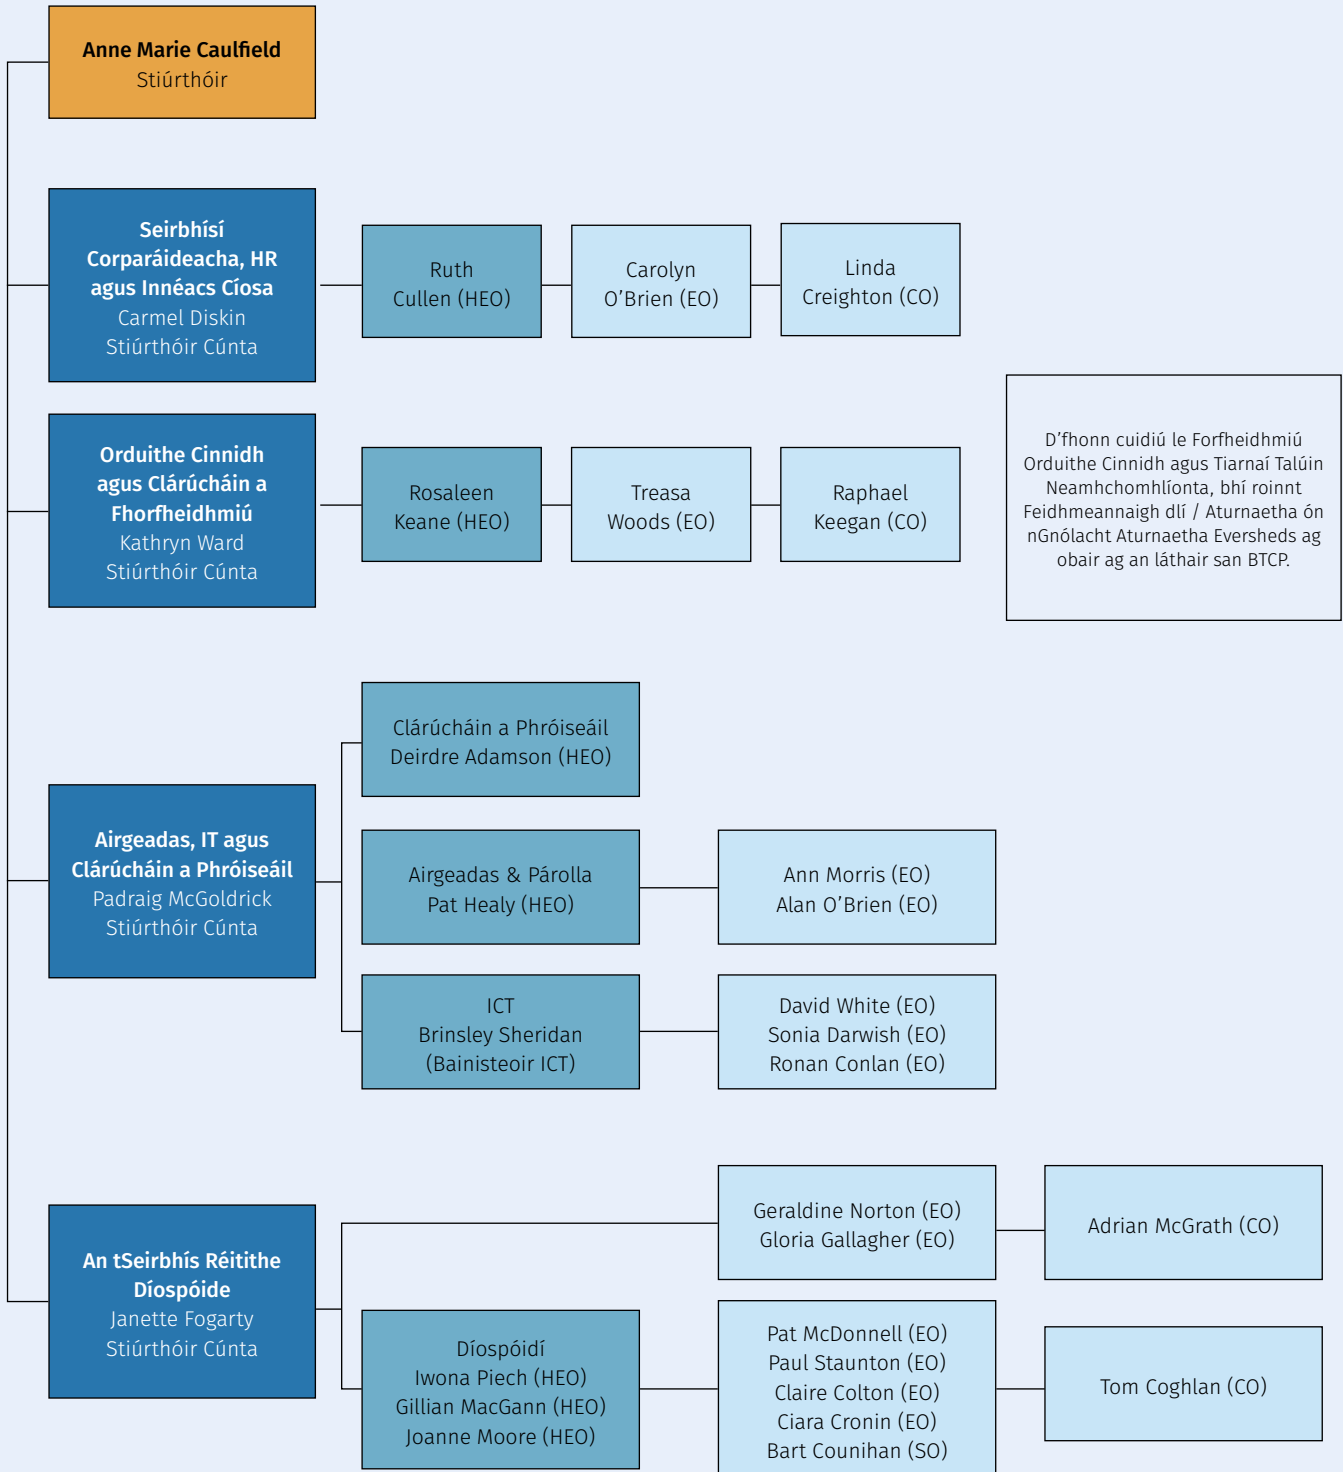 Anne Marie Caulfield
Stiúrthóir
Seirbhísí
Corparáideacha, HR
agus Innéacs Cíosa
Carmel Diskin
Stiúrthóir Cúnta
Ruth
Cullen (HEO)
Carolyn
O’Brien (EO)
Linda
Creighton (CO)
Orduithe Cinnidh
agus Clárúcháin a
Fhorfheidhmiú
Kathryn Ward
Stiúrthóir Cúnta
Rosaleen
Keane (HEO)
Treasa
Woods (EO)
Raphael
Keegan (CO)
D’fhonn cuidiú le Forfheidhmiú
Orduithe Cinnidh agus Tiarnaí Talúin
Neamhchomhlíonta, bhí roinnt
Feidhmeannaigh dlí / Aturnaetha ón
nGnólacht Aturnaetha Eversheds ag
obair ag an láthair san BTCP.
Airgeadas, IT agus
Clárúcháin a Phróiseáil
Padraig McGoldrick
Stiúrthóir Cúnta
Clárúcháin a Phróiseáil
Deirdre Adamson (HEO)
Airgeadas & Párolla
Pat Healy (HEO)
Ann Morris (EO)
Alan O’Brien (EO)
ICT
Brinsley Sheridan
(Bainisteoir ICT)
David White (EO)
Sonia Darwish (EO)
Ronan Conlan (EO)
An tSeirbhís Réitithe
Díospóide
Janette Fogarty
Stiúrthóir Cúnta
Geraldine Norton (EO)
Gloria Gallagher (EO)
Adrian McGrath (CO)
Díospóidí
Iwona Piech (HEO)
Gillian MacGann (HEO)
Joanne Moore (HEO)
Pat McDonnell (EO)
Paul Staunton (EO)
Claire Colton (EO)
Ciara Cronin (EO)
Bart Counihan (SO)
Tom Coghlan (CO)